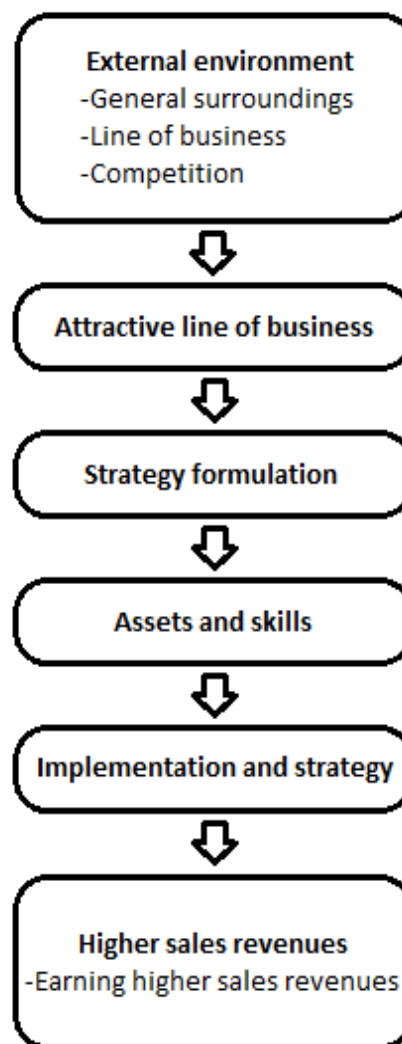 External environment
-General surroundings
-Line of business
-Competition
Attractive line of business
Strategy formulation
Assets and skills
Implementation and strategy
Higher sales revenues
-Earning higher sales revenues